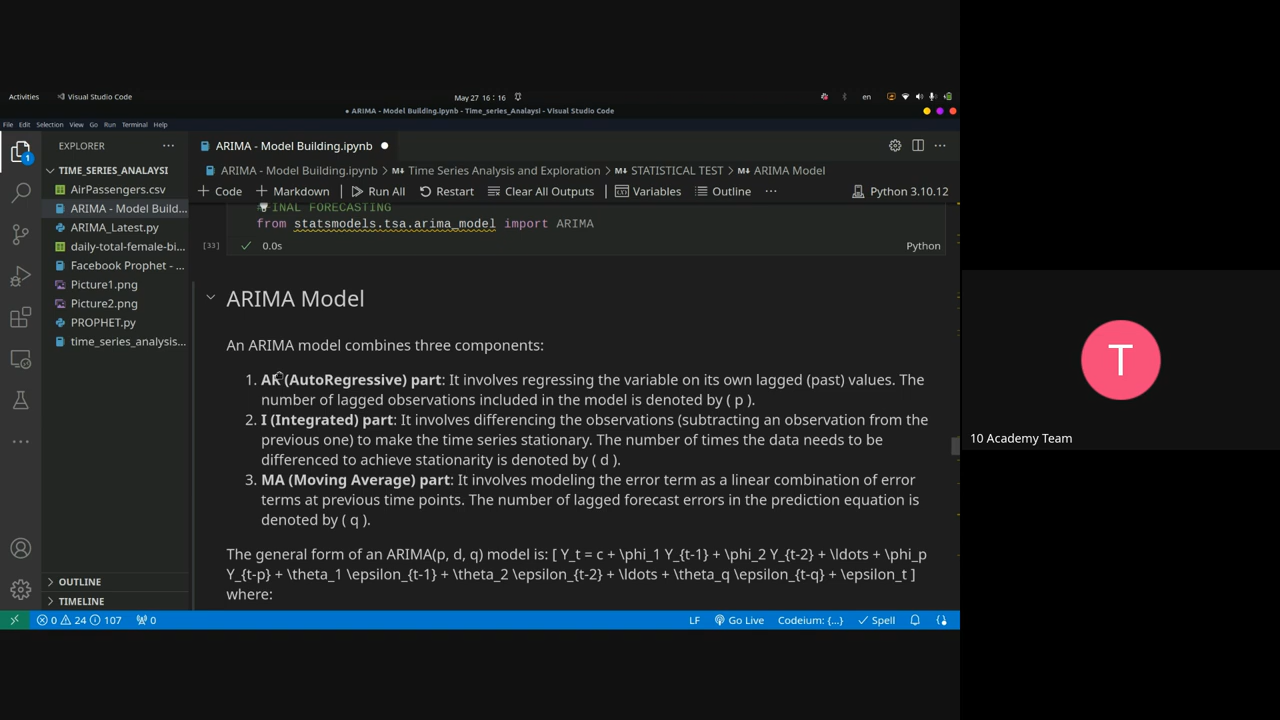 Activities
Visual Studio Code
May 27 16:16
en
ARIMA - Model Building.ipynb - Time_series_Analaysi - Visual Studio Code
File Edit Selection View Go Run Terminal Help
EXPLORER
TIME_SERIES_ANALAYSI
AirPassengers.csv
ARIMA - Model Build...
ARIMA_Latest.py
daily-total-female-bi...
Facebook Prophet - ...
Picture1.png
Picture2.png
PROPHET.py
time_series_analysis...
OUTLINE
TIMELINE
1
ARIMA - Model Building.ipynb
ARIMA - Model Building.ipynb > Time Series Analysis and Exploration > STATISTICAL TEST > ARIMA Model
+ Code + Markdown Run All Restart Clear All Outputs Variables Outline ... Python 3.10.12
INAL FORECASTING
from statsmodels.tsa.arima_model import ARIMA
[33] 0.0s Python
ARIMA Model
An ARIMA model combines three components:
1. AR (AutoRegressive) part: It involves regressing the variable on its own lagged (past) values. The
number of lagged observations included in the model is denoted by ( p ).
2. I (Integrated) part: It involves differencing the observations (subtracting an observation from the
previous one) to make the time series stationary. The number of times the data needs to be
differenced to achieve stationarity is denoted by ( d ).
3. MA (Moving Average) part: It involves modeling the error term as a linear combination of error
terms at previous time points. The number of lagged forecast errors in the prediction equation is
denoted by ( q ).
The general form of an ARIMA(p, d, q) model is: [ Y_t = c + \phi_1 Y_{t-1} + \phi_2 Y_{t-2} + \ldots + \phi_p
Y_{t-p} + \theta_1 \epsilon_{t-1} + \theta_2 \epsilon_{t-2} + \ldots + \theta_q \epsilon_{t-q} + \epsilon_t ]
where:
0 24 107 0
LF Go Live Codeium: {...} Spell
T
10 Academy Team